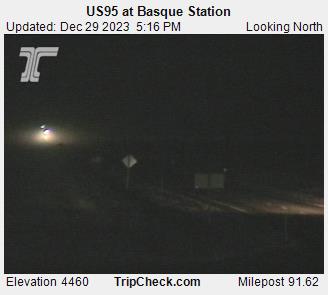 US95 at Basque Station
Updated: Dec 29 2023 5:16 PM Looking North
Elevation 4460 TripCheck.com Milepost 91.62